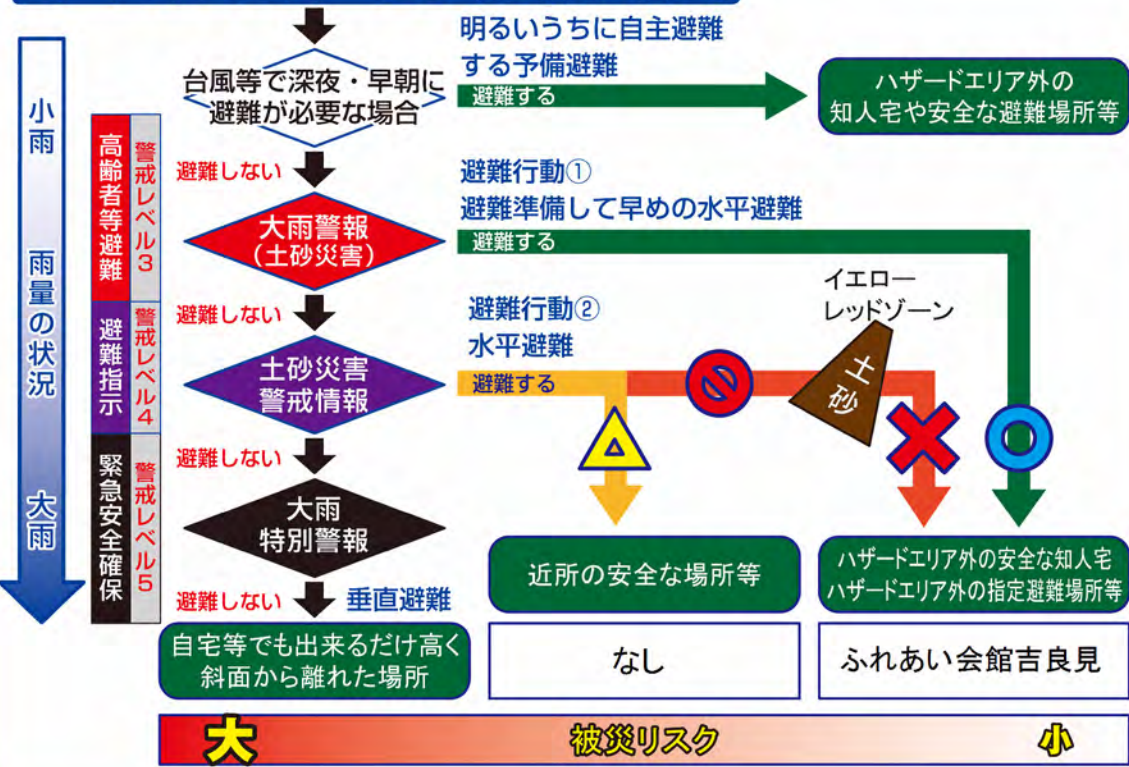 明るいうちに自主避難
する予備避難
台風等で深夜・早朝に
避難が必要な場合
避難する
ハザードエリア外の
知人宅や安全な避難場所等
小雨
雨量の状況
大雨
高齢者等避難
警戒レベル3
避難しない
避難行動①
避難準備して早めの水平避難
大雨警報
(土砂災害)
避難する
イエロー
レッドゾーン
避難指示
警戒レベル4
避難しない
避難行動②
水平避難
土砂災害
警戒情報
避難する
土砂
緊急安全確保
警戒レベル5
避難しない
大雨
特別警報
近所の安全な場所等
ハザードエリア外の安全な知人宅
ハザードエリア外の指定避難場所等
避難しない
垂直避難
自宅等でも出来るだけ高く
斜面から離れた場所
なし
ふれあい会館吉良見
大
被災リスク
小